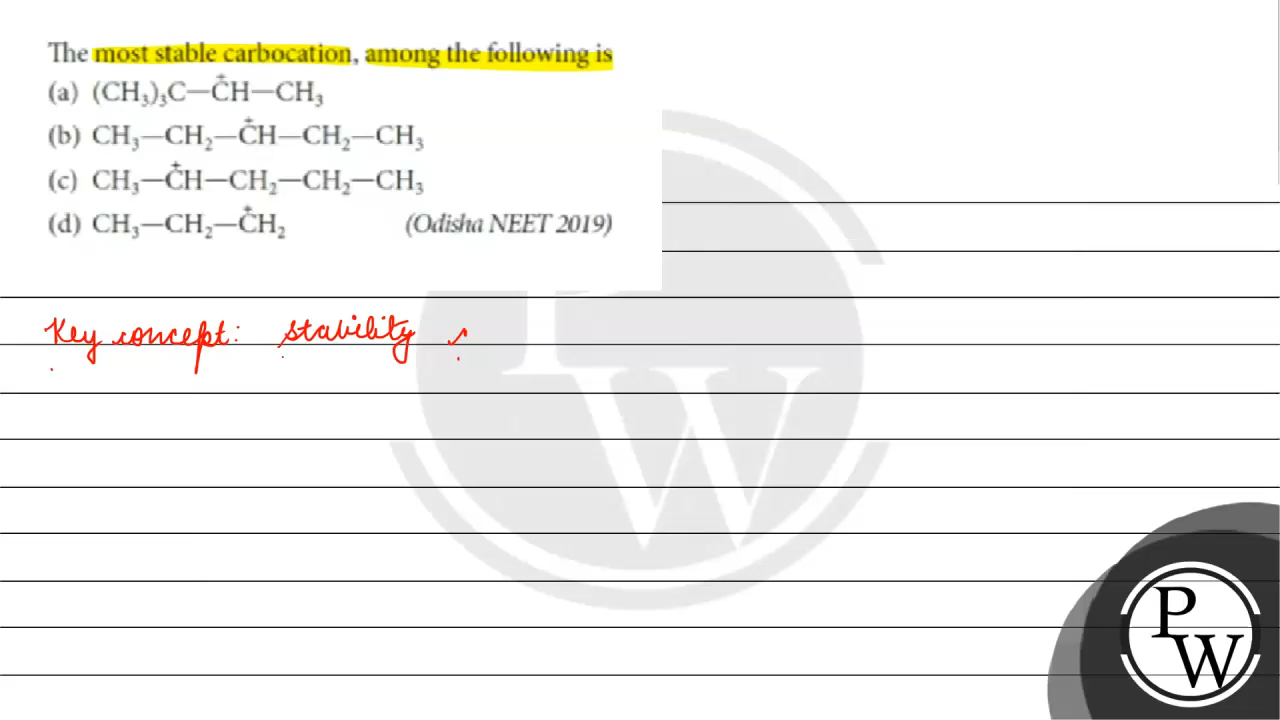 The most stable carbocation, among the following is
(a) (CH₃)₃C—C⁺H—CH₃
(b) CH₃—CH₂—C⁺H—CH₂—CH₃
(c) CH₃—C⁺H—CH₂—CH₂—CH₃
(d) CH₃—CH₂—C⁺H₂ (Odisha NEET 2019)
Key concept: stability
PW